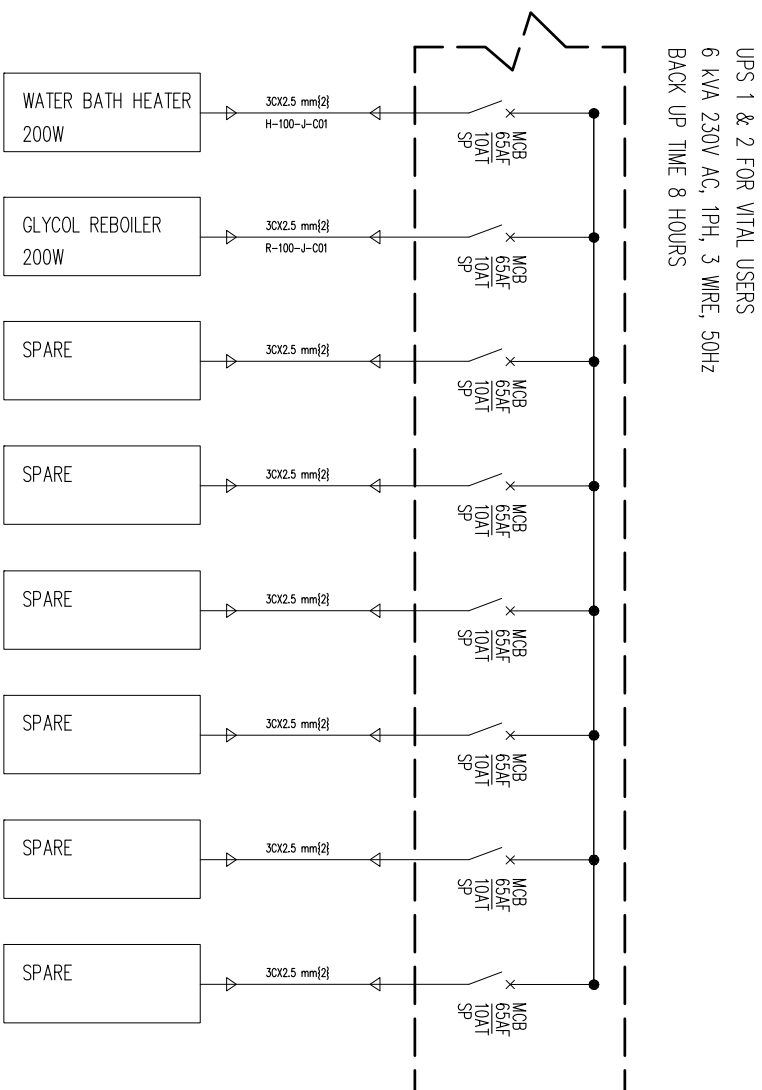 UPS 1 & 2 FOR VITAL USERS
6 kVA 230V AC, 1PH, 3 WIRE, 50Hz
BACK UP TIME 8 HOURS
WATER BATH HEATER
200W
3CX2.5 mm{2}
H-100-J-C01
MCB
65AF
10AT
SP
GLYCOL REBOILER
200W
3CX2.5 mm{2}
R-100-J-C01
MCB
65AF
10AT
SP
SPARE
3CX2.5 mm{2}
MCB
65AF
10AT
SP
SPARE
3CX2.5 mm{2}
MCB
65AF
10AT
SP
SPARE
3CX2.5 mm{2}
MCB
65AF
10AT
SP
SPARE
3CX2.5 mm{2}
MCB
65AF
10AT
SP
SPARE
3CX2.5 mm{2}
MCB
65AF
10AT
SP
SPARE
3CX2.5 mm{2}
MCB
65AF
10AT
SP